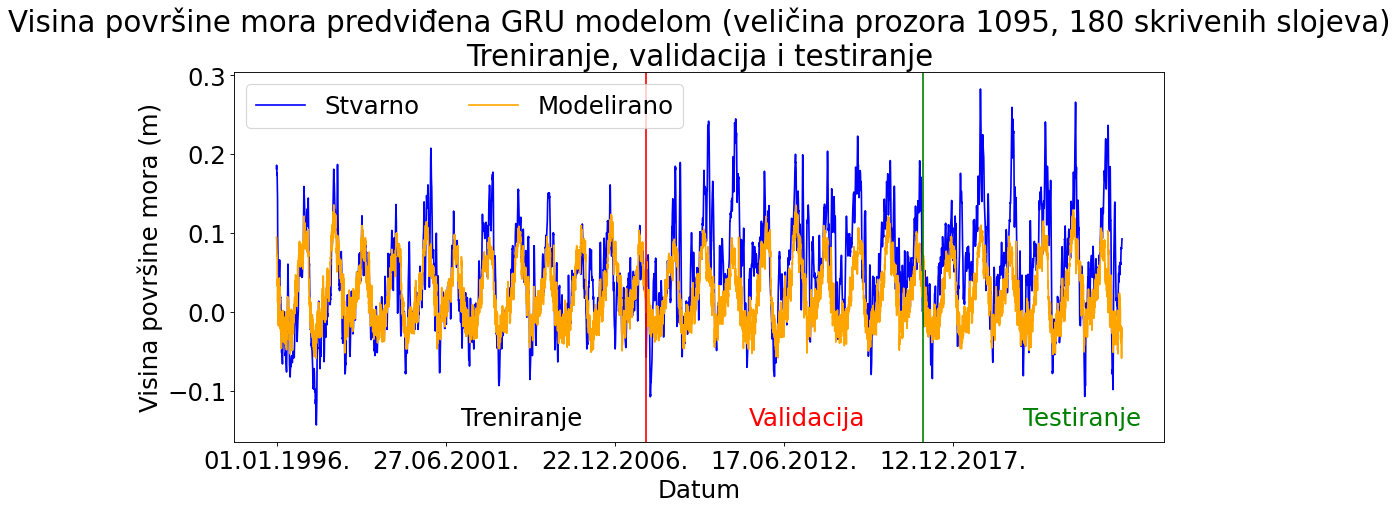 Visina površine mora predviđena GRU modelom (veličina prozora 1095, 180 skrivenih slojeva)
Treniranje, validacija i testiranje
Stvarno
Modelirano
Visina površine mora (m)
0.3
0.2
0.1
0.0
−0.1
Treniranje
Validacija
Testiranje
01.01.1996.
27.06.2001.
22.12.2006.
17.06.2012.
12.12.2017.
Datum